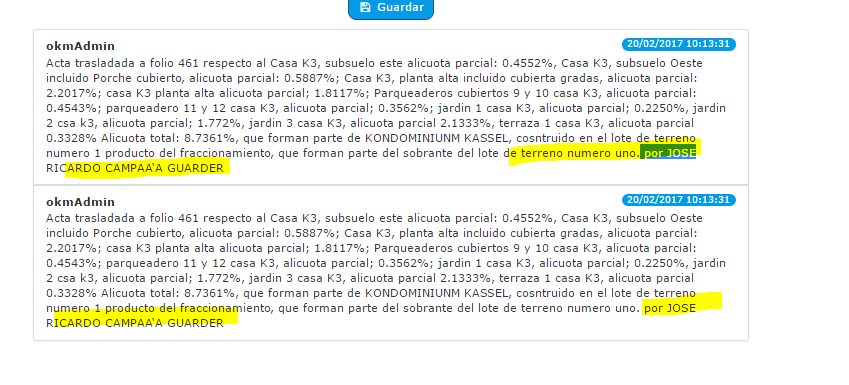 Guardar
okmAdmin
20/02/2017 10:13:31
Acta trasladada a folio 461 respecto al Casa K3, subsuelo este alicuota parcial: 0.4552%, Casa K3, subsuelo Oeste
incluido Porche cubierto, alicuota parcial: 0.5887%; Casa K3, planta alta incluido cubierta gradas, alicuota parcial:
2.2017%; casa K3 planta alta alicuota parcial; 1.8117%; Parqueaderos cubiertos 9 y 10 casa K3, alicuota parcial:
0.4543%; parqueadero 11 y 12 casa K3, alicuota parcial; 0.3562%; jardin 1 casa K3, alicuota parcial; 0.2250%, jardin
2 csa k3, alicuota parcial; 1.772%, jardin 3 casa K3, alicuota parcial 2.1333%, terraza 1 casa K3, alicuota parcial
0.3328% Alicuota total: 8.7361%, que forman parte de KONDOMINIUNM KASSEL, cosntruido en el lote de terreno
numero 1 producto del fraccionamiento, que forman parte del sobrante del lote de terreno numero uno. por JOSE
RICARDO CAMPAA'A GUARDER
okmAdmin
20/02/2017 10:13:31
Acta trasladada a folio 461 respecto al Casa K3, subsuelo este alicuota parcial: 0.4552%, Casa K3, subsuelo Oeste
incluido Porche cubierto, alicuota parcial: 0.5887%; Casa K3, planta alta incluido cubierta gradas, alicuota parcial:
2.2017%; casa K3 planta alta alicuota parcial; 1.8117%; Parqueaderos cubiertos 9 y 10 casa K3, alicuota parcial:
0.4543%; parqueadero 11 y 12 casa K3, alicuota parcial; 0.3562%; jardin 1 casa K3, alicuota parcial; 0.2250%, jardin
2 csa k3, alicuota parcial; 1.772%, jardin 3 casa K3, alicuota parcial 2.1333%, terraza 1 casa K3, alicuota parcial
0.3328% Alicuota total: 8.7361%, que forman parte de KONDOMINIUNM KASSEL, cosntruido en el lote de terreno
numero 1 producto del fraccionamiento, que forman parte del sobrante del lote de terreno numero uno. por JOSE
RICARDO CAMPAA'A GUARDER